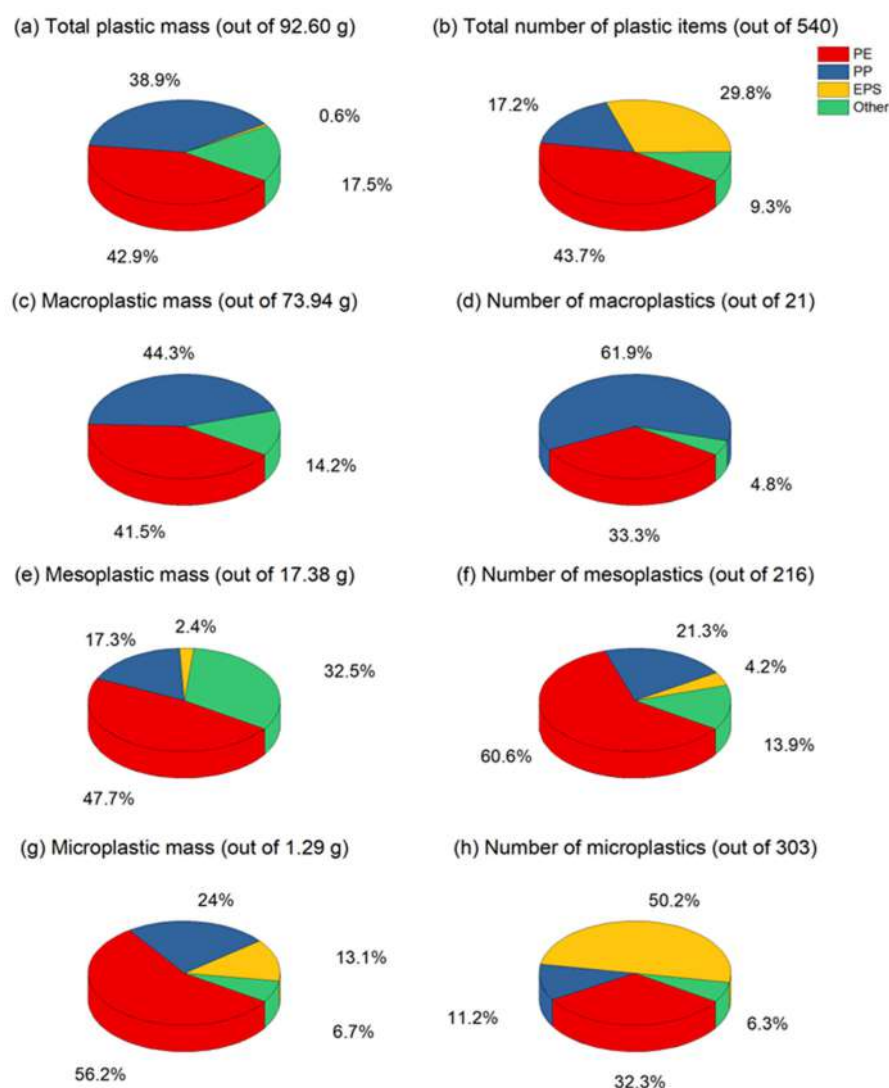 (a) Total plastic mass (out of 92.60 g)
(b) Total number of plastic items (out of 540)
PE
PP
EPS
Other
38.9%
0.6%
17.5%
42.9%
17.2%
29.8%
9.3%
43.7%
(c) Macroplastic mass (out of 73.94 g)
(d) Number of macroplastics (out of 21)
44.3%
14.2%
41.5%
61.9%
4.8%
33.3%
(e) Mesoplastic mass (out of 17.38 g)
(f) Number of mesoplastics (out of 216)
17.3%
2.4%
32.5%
47.7%
21.3%
4.2%
13.9%
60.6%
(g) Microplastic mass (out of 1.29 g)
(h) Number of microplastics (out of 303)
24%
13.1%
6.7%
56.2%
50.2%
11.2%
6.3%
32.3%